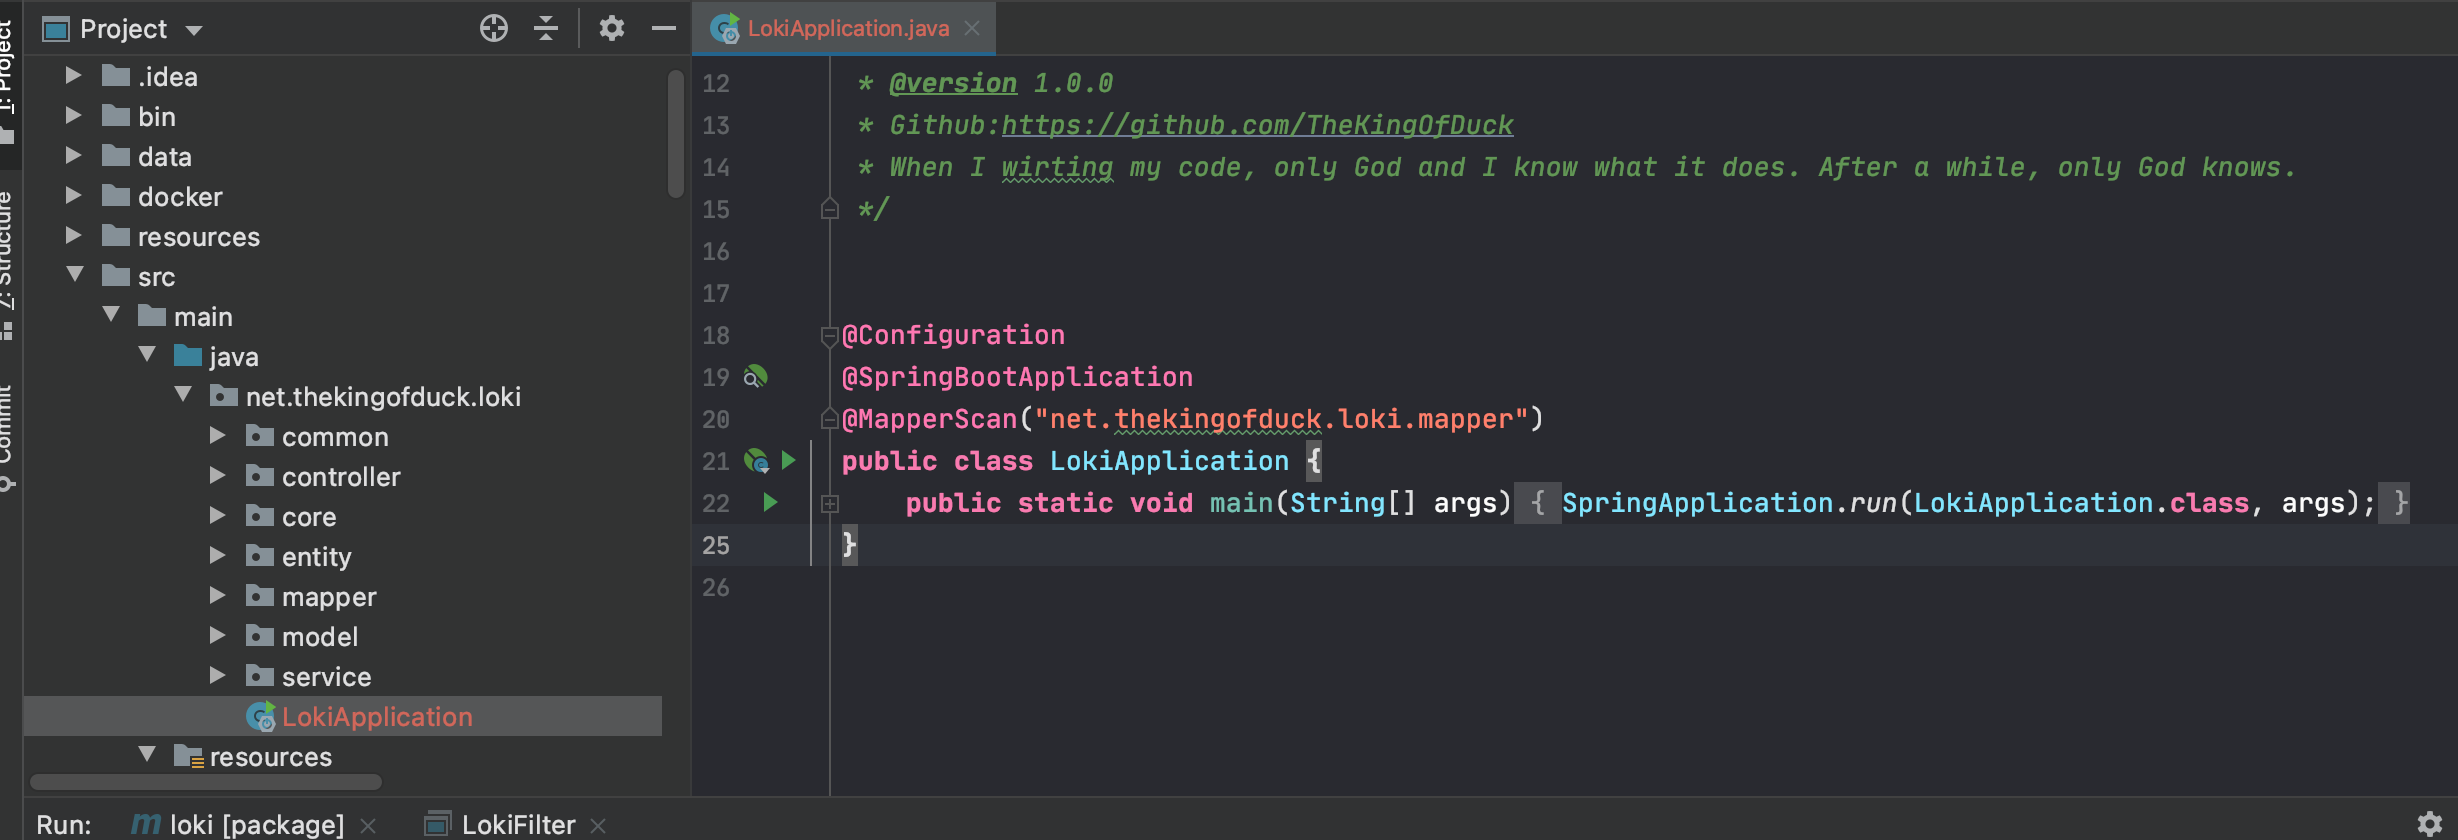 Project
.idea
bin
data
docker
resources
src
main
java
net.thekingofduck.loki
common
controller
core
entity
mapper
model
service
LokiApplication
resources
1: Project
7: Structure
Commit
LokiApplication.java
12 * @version 1.0.0
13 * Github:https://github.com/TheKingOfDuck
14 * When I wirting my code, only God and I know what it does. After a while, only God knows.
15 */
16
17
18 @Configuration
19 @SpringBootApplication
20 @MapperScan("net.thekingofduck.loki.mapper")
21 public class LokiApplication {
22 public static void main(String[] args) { SpringApplication.run(LokiApplication.class, args); }
25 }
26
Run: loki [package] LokiFilter